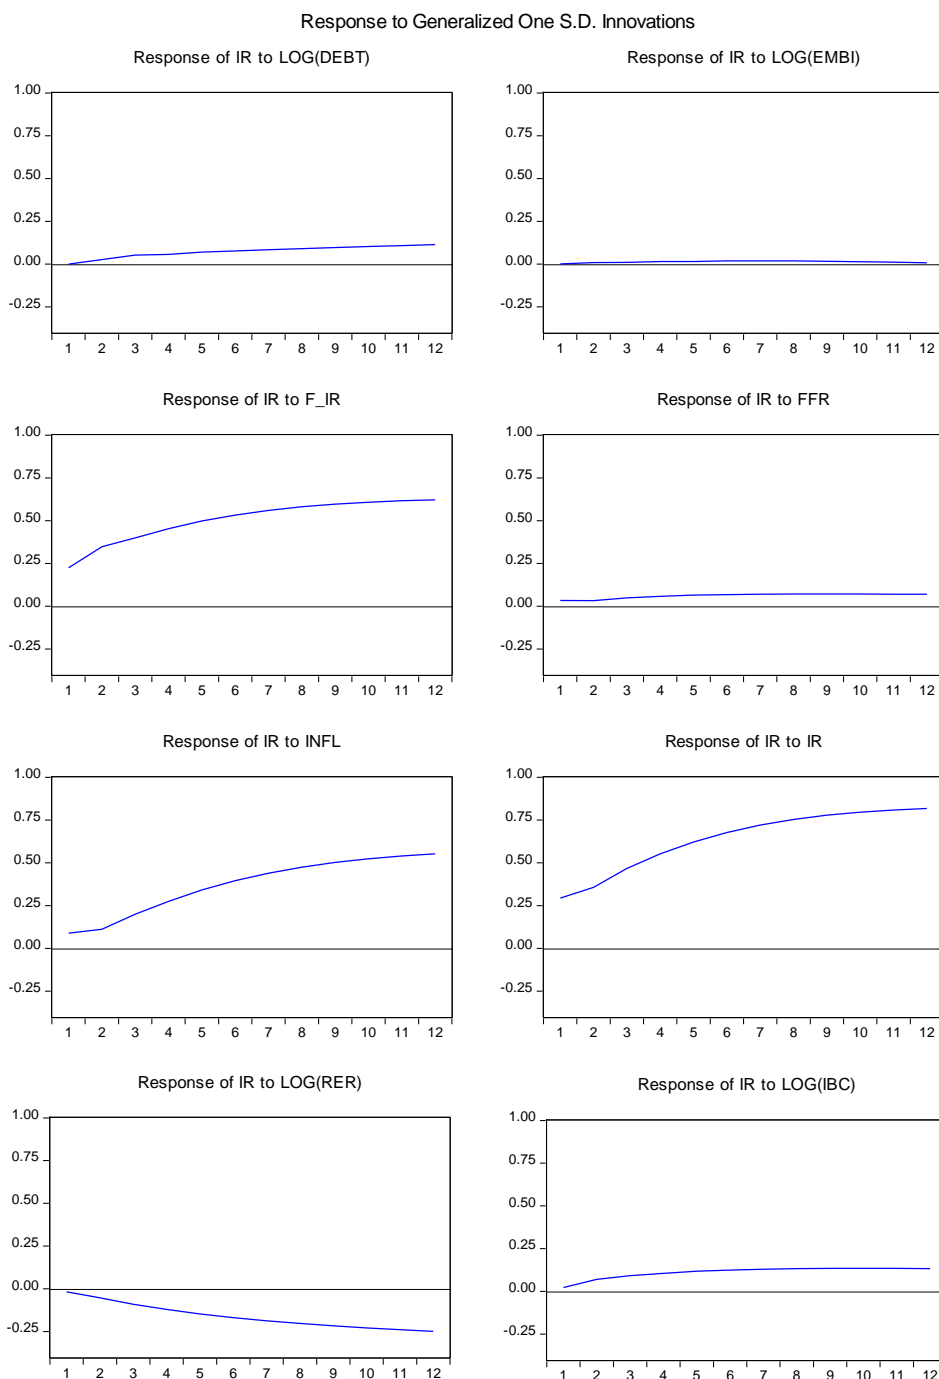 Response to Generalized One S.D. Innovations
Response of IR to LOG(DEBT)
1.00
0.75
0.50
0.25
0.00
-0.25
1 2 3 4 5 6 7 8 9 10 11 12
Response of IR to LOG(EMBI)
1.00
0.75
0.50
0.25
0.00
-0.25
1 2 3 4 5 6 7 8 9 10 11 12
Response of IR to F_IR
1.00
0.75
0.50
0.25
0.00
-0.25
1 2 3 4 5 6 7 8 9 10 11 12
Response of IR to FFR
1.00
0.75
0.50
0.25
0.00
-0.25
1 2 3 4 5 6 7 8 9 10 11 12
Response of IR to INFL
1.00
0.75
0.50
0.25
0.00
-0.25
1 2 3 4 5 6 7 8 9 10 11 12
Response of IR to IR
1.00
0.75
0.50
0.25
0.00
-0.25
1 2 3 4 5 6 7 8 9 10 11 12
Response of IR to LOG(RER)
1.00
0.75
0.50
0.25
0.00
-0.25
1 2 3 4 5 6 7 8 9 10 11 12
Response of IR to LOG(IBC)
1.00
0.75
0.50
0.25
0.00
-0.25
1 2 3 4 5 6 7 8 9 10 11 12